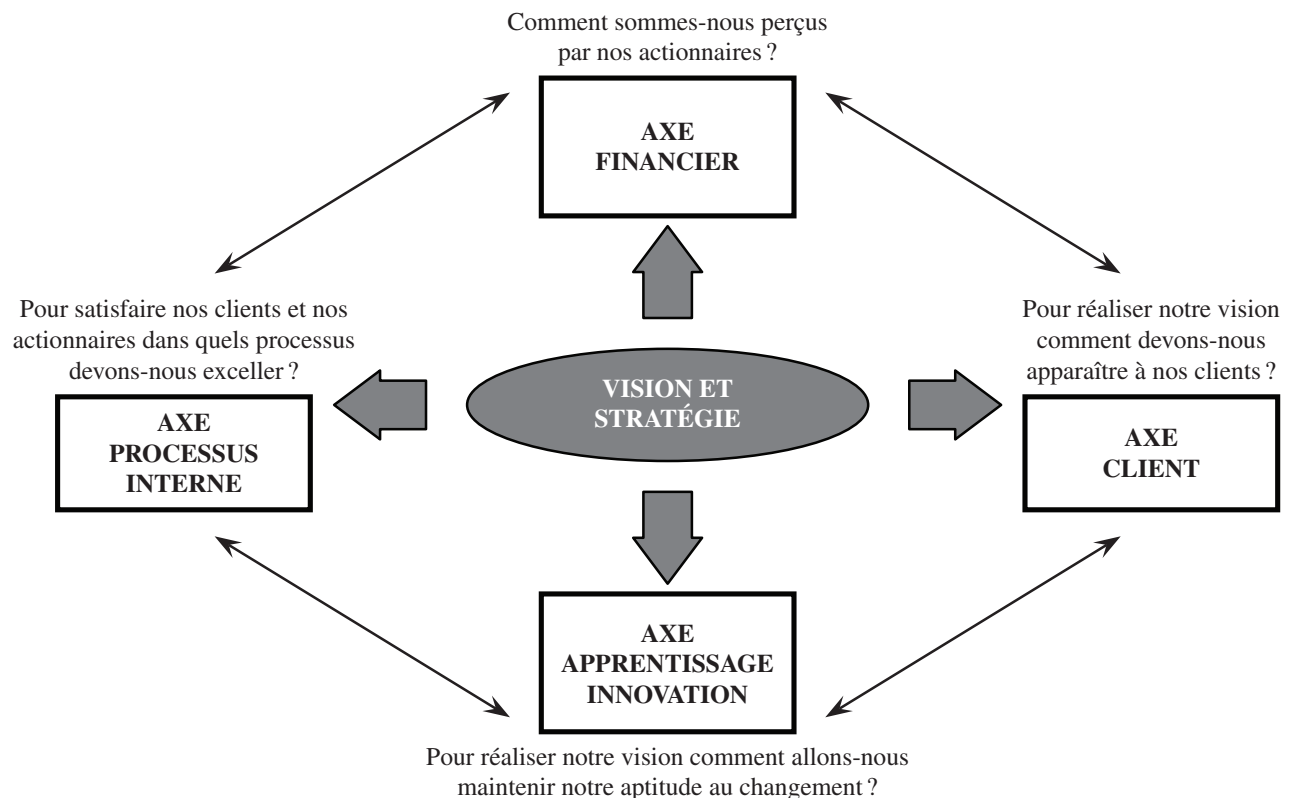 Comment sommes-nous perçus
par nos actionnaires ?
AXE
FINANCIER
Pour satisfaire nos clients et nos
actionnaires dans quels processus
devons-nous exceller ?
AXE
PROCESSUS
INTERNE
VISION ET
STRATÉGIE
Pour réaliser notre vision
comment devons-nous
apparaître à nos clients ?
AXE
CLIENT
AXE
APPRENTISSAGE
INNOVATION
Pour réaliser notre vision comment allons-nous
maintenir notre aptitude au changement ?